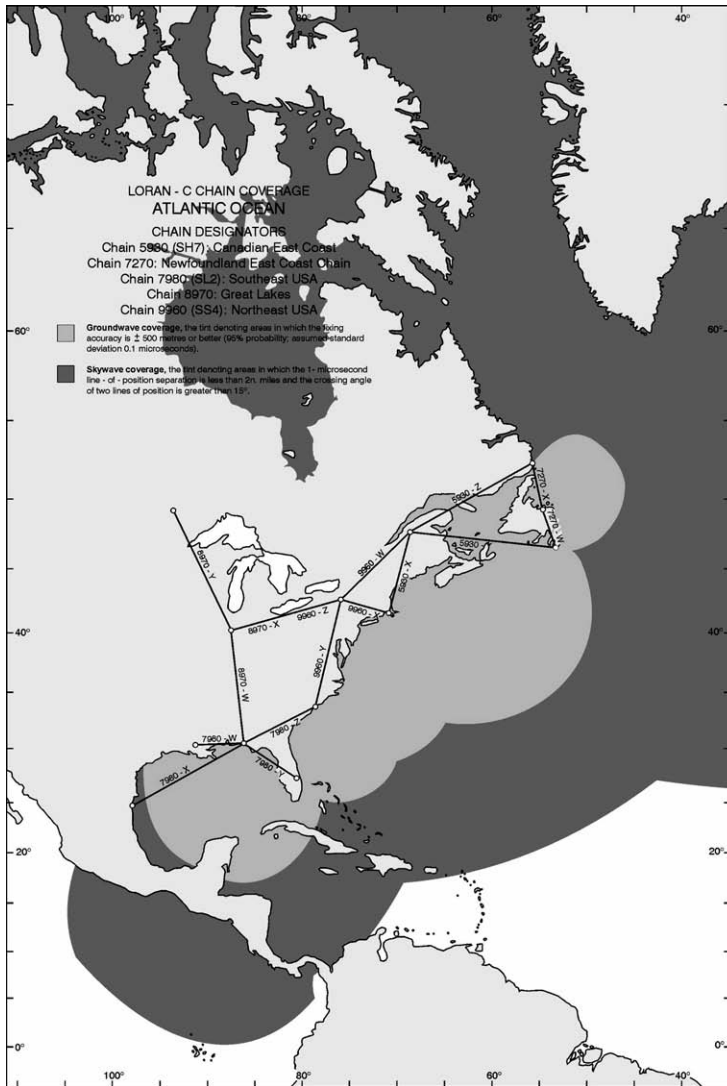 100° 80° 60° 40°
LORAN - C CHAIN COVERAGE
ATLANTIC OCEAN
CHAIN DESIGNATORS
Chain 5930 (SH7): Canadian East Coast
Chain 7270: Newfoundland East Coast Chain
Chain 7980 (SL2): Southeast USA
Chain 8970: Great Lakes
Chain 9960 (SS4): Northeast USA
Groundwave coverage, the tint denoting areas in which the fixing
accuracy is ± 500 metres or better (95% probability; assumed standard
deviation 0.1 microseconds).
Skywave coverage, the tint denoting areas in which the 1- microsecond
line - of - position separation is less than 2n. miles and the crossing angle
of two lines of position is greater than 15°.
60° 60°
5930 - Z
7270 - X
7270 - W
5930
9960 - W
5930 - X
8970 - Y
9960 - X
9960 - Z
8970 - X
40° 40°
9960 - Y
8970 - W
7980 - Z
7980 - W
7980 - Y
7980 - X
20° 20°
0° 0°
100° 80° 60° 40°